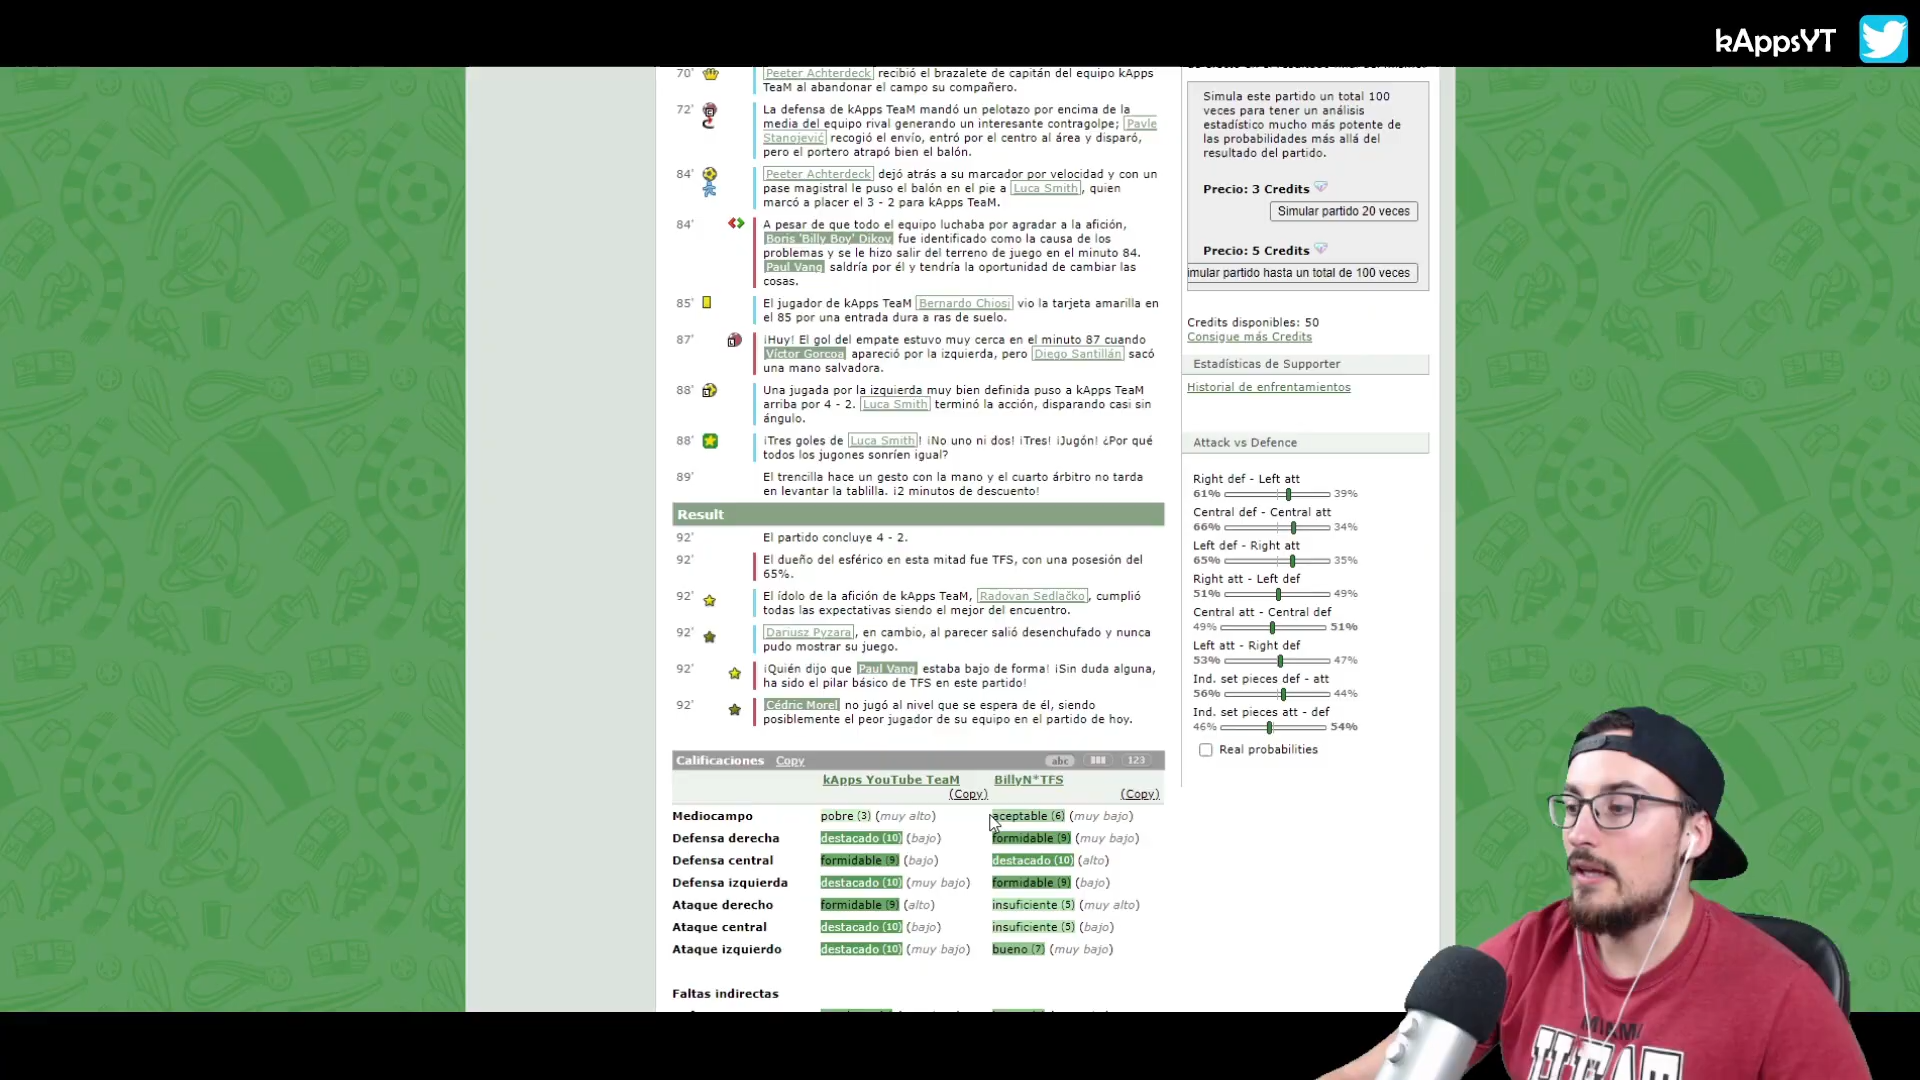 kAppsYT
70' Peeter Achterdeck recibió el brazalete de capitán del equipo kApps
TeaM al abandonar el campo su compañero.
72' La defensa de kApps TeaM mandó un pelotazo por encima de la
media del equipo rival generando un interesante contragolpe; Pavle
Stanojević recogió el envío, entró por el centro al área y disparó,
pero el portero atrapó bien el balón.
84' Peeter Achterdeck dejó atrás a su marcador por velocidad y con un
pase magistral le puso el balón en el pie a Luca Smith, quien
marcó a placer el 3 - 2 para kApps TeaM.
84' A pesar de que todo el equipo luchaba por agradar a la afición,
Boris 'Billy Boy' Dikov fue identificado como la causa de los
problemas y se le hizo salir del terreno de juego en el minuto 84.
Paul Vang saldría por él y tendría la oportunidad de cambiar las
cosas.
85' El jugador de kApps TeaM Bernardo Chiosi vio la tarjeta amarilla en
el 85 por una entrada dura a ras de suelo.
87' ¡Huy! El gol del empate estuvo muy cerca en el minuto 87 cuando
Víctor Gorcoa apareció por la izquierda, pero Diego Santillán sacó
una mano salvadora.
88' Una jugada por la izquierda muy bien definida puso a kApps TeaM
arriba por 4 - 2. Luca Smith terminó la acción, disparando casi sin
ángulo.
88' ¡Tres goles de Luca Smith! ¡No uno ni dos! ¡Tres! ¡Jugón! ¿Por qué
todos los jugones sonríen igual?
89' El trencilla hace un gesto con la mano y el cuarto árbitro no tarda
en levantar la tablilla. ¡2 minutos de descuento!
Result
92' El partido concluye 4 - 2.
92' El dueño del esférico en esta mitad fue TFS, con una posesión del
65%.
92' El ídolo de la afición de kApps TeaM, Radovan Sedlačko, cumplió
todas las expectativas siendo el mejor del encuentro.
92' Dariusz Pyzara, en cambio, al parecer salió desenchufado y nunca
pudo mostrar su juego.
92' ¡Quién dijo que Paul Vang estaba bajo de forma! ¡Sin duda alguna,
ha sido el pilar básico de TFS en este partido!
92' Cédric Morel no jugó al nivel que se espera de él, siendo
posiblemente el peor jugador de su equipo en el partido de hoy.
Calificaciones Copy abc 123
kApps YouTube TeaM BillyN*TFS
(Copy) (Copy)
Mediocampo pobre (3) (muy alto) aceptable (6) (muy bajo)
Defensa derecha destacado (10) (bajo) formidable (9) (muy bajo)
Defensa central formidable (9) (bajo) destacado (10) (alto)
Defensa izquierda destacado (10) (muy bajo) formidable (9) (bajo)
Ataque derecho formidable (9) (alto) insuficiente (5) (muy alto)
Ataque central destacado (10) (bajo) insuficiente (5) (bajo)
Ataque izquierdo destacado (10) (muy bajo) bueno (7) (muy bajo)
Faltas indirectas
Simula este partido un total 100
veces para tener un análisis
estadístico mucho más potente de
las probabilidades más allá del
resultado del partido.
Precio: 3 Credits
Simular partido 20 veces
Precio: 5 Credits
imular partido hasta un total de 100 veces
Credits disponibles: 50
Consigue más Credits
Estadísticas de Supporter
Historial de enfrentamientos
Attack vs Defence
Right def - Left att
61% 39%
Central def - Central att
66% 34%
Left def - Right att
65% 35%
Right att - Left def
51% 49%
Central att - Central def
49% 51%
Left att - Right def
53% 47%
Ind. set pieces def - att
56% 44%
Ind. set pieces att - def
46% 54%
Real probabilities
MIAMI
HEAT